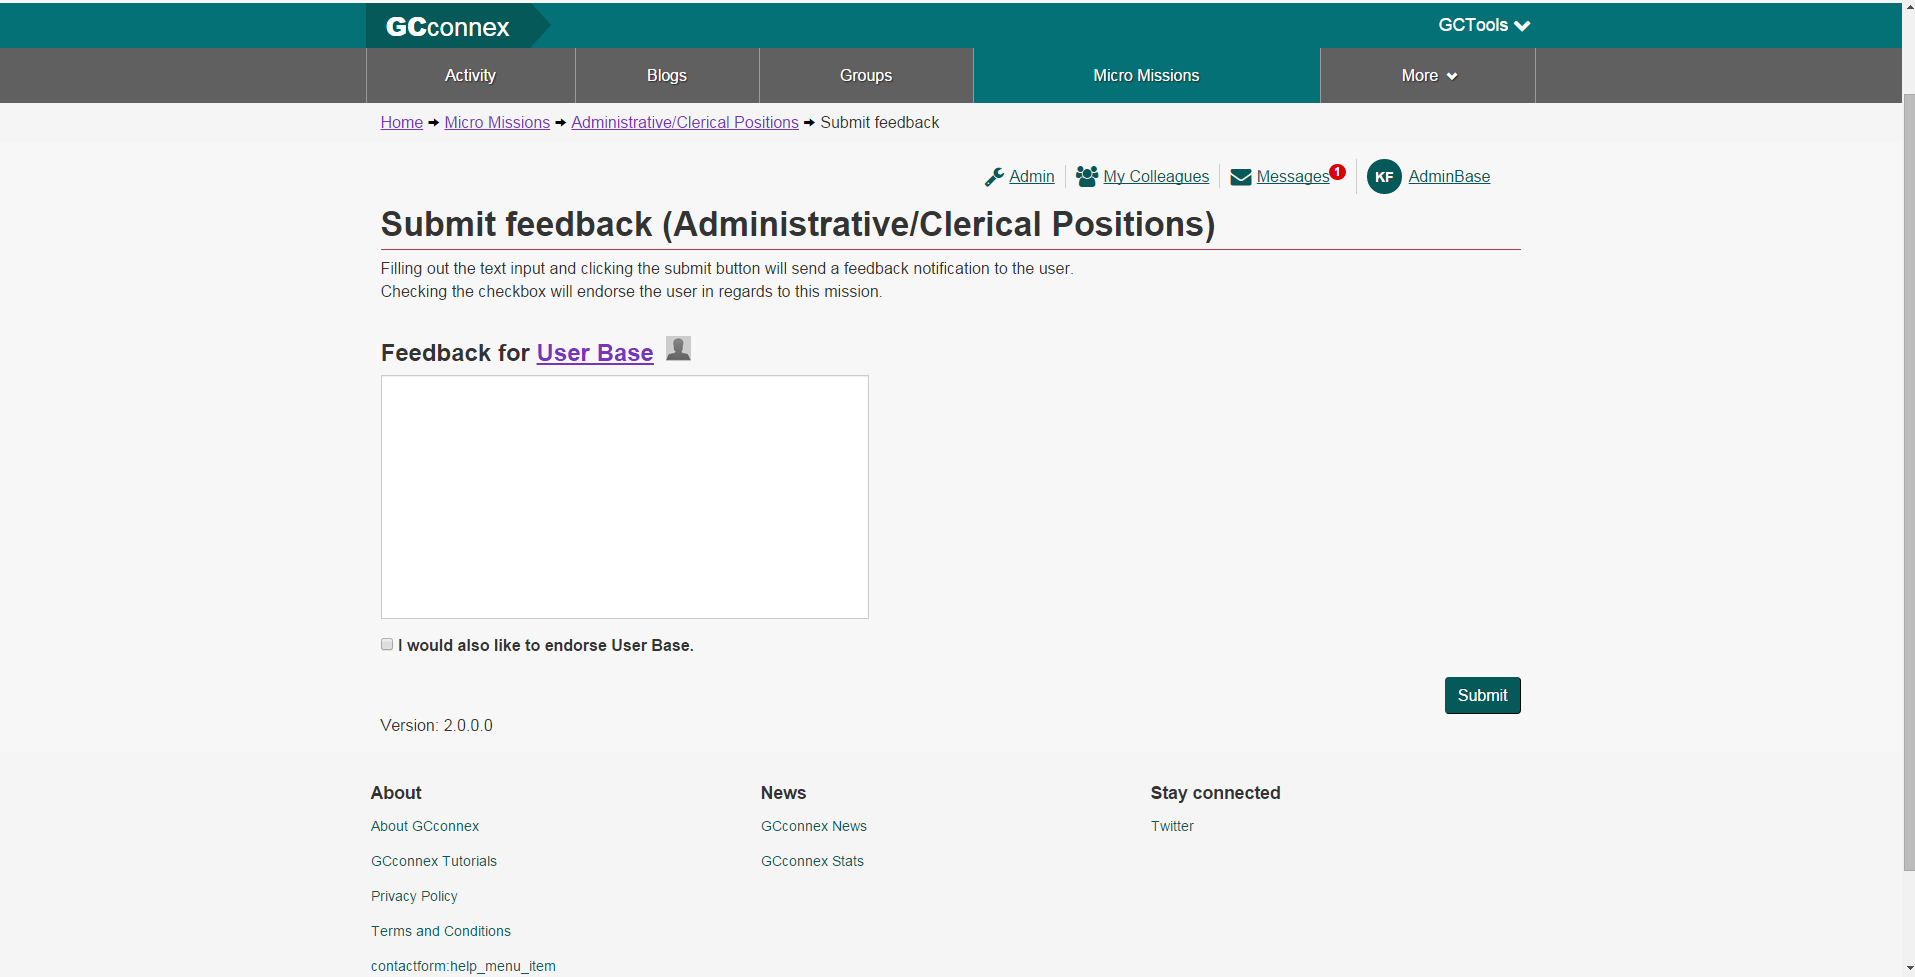 GCconnex
GCTools
Activity Blogs Groups Micro Missions More
Home Micro Missions Administrative/Clerical Positions Submit feedback
Admin My Colleagues Messages 1 KF AdminBase
Submit feedback (Administrative/Clerical Positions)
Filling out the text input and clicking the submit button will send a feedback notification to the user.
Checking the checkbox will endorse the user in regards to this mission.
Feedback for User Base
I would also like to endorse User Base.
Submit
Version: 2.0.0.0
About
About GCconnex
GCconnex Tutorials
Privacy Policy
Terms and Conditions
contactform:help_menu_item
News
GCconnex News
GCconnex Stats
Stay connected
Twitter